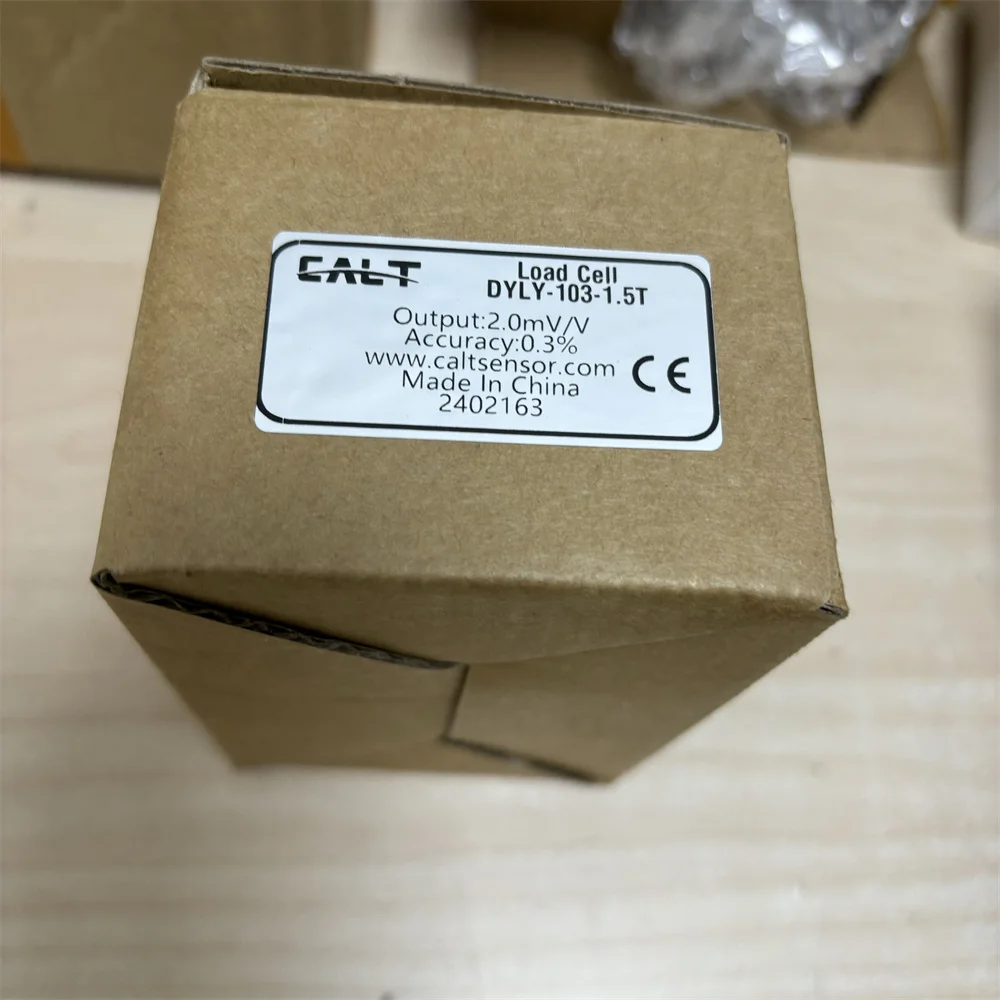 CALT
Load Cell
DYLY-103-1.5T
Output:2.0mV/V
Accuracy:0.3%
www.caltsensor.com
Made In China
2402163
CE